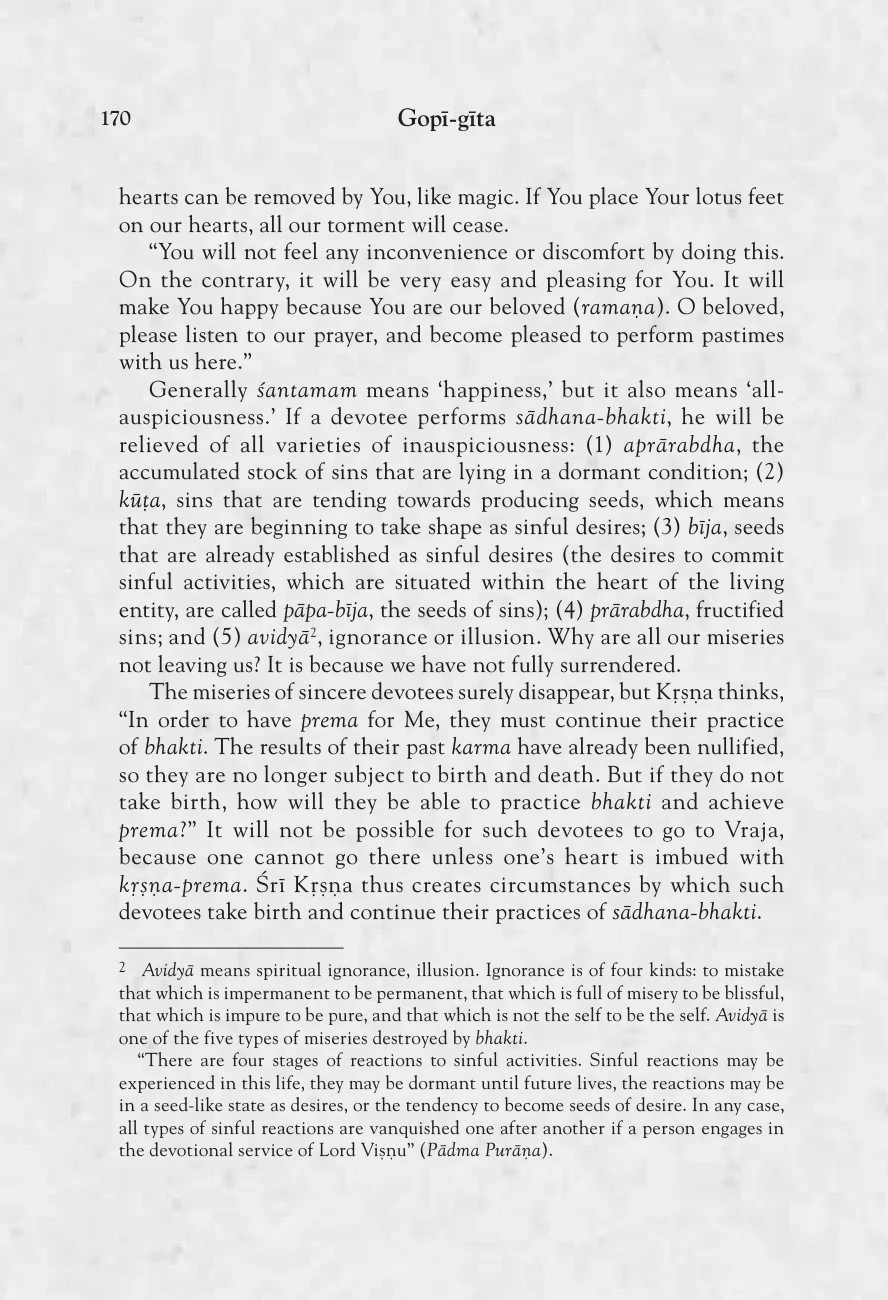 170
Gopī-gīta
hearts can be removed by You, like magic. If You place Your lotus feet
on our hearts, all our torment will cease.
“You will not feel any inconvenience or discomfort by doing this.
On the contrary, it will be very easy and pleasing for You. It will
make You happy because You are our beloved (ramaṇa). O beloved,
please listen to our prayer, and become pleased to perform pastimes
with us here.”
Generally śantamam means ‘happiness,’ but it also means ‘all-
auspiciousness.’ If a devotee performs sādhana-bhakti, he will be
relieved of all varieties of inauspiciousness: (1) aprārabdha, the
accumulated stock of sins that are lying in a dormant condition; (2)
kūṭa, sins that are tending towards producing seeds, which means
that they are beginning to take shape as sinful desires; (3) bīja, seeds
that are already established as sinful desires (the desires to commit
sinful activities, which are situated within the heart of the living
entity, are called pāpa-bīja, the seeds of sins); (4) prārabdha, fructified
sins; and (5) avidyā², ignorance or illusion. Why are all our miseries
not leaving us? It is because we have not fully surrendered.
The miseries of sincere devotees surely disappear, but Kṛṣṇa thinks,
“In order to have prema for Me, they must continue their practice
of bhakti. The results of their past karma have already been nullified,
so they are no longer subject to birth and death. But if they do not
take birth, how will they be able to practice bhakti and achieve
prema?” It will not be possible for such devotees to go to Vraja,
because one cannot go there unless one’s heart is imbued with
kṛṣṇa-prema. Śrī Kṛṣṇa thus creates circumstances by which such
devotees take birth and continue their practices of sādhana-bhakti.
2 Avidyā means spiritual ignorance, illusion. Ignorance is of four kinds: to mistake
that which is impermanent to be permanent, that which is full of misery to be blissful,
that which is impure to be pure, and that which is not the self to be the self. Avidyā is
one of the five types of miseries destroyed by bhakti.
“There are four stages of reactions to sinful activities. Sinful reactions may be
experienced in this life, they may be dormant until future lives, the reactions may be
in a seed-like state as desires, or the tendency to become seeds of desire. In any case,
all types of sinful reactions are vanquished one after another if a person engages in
the devotional service of Lord Viṣṇu” (Pādma Purāṇa).